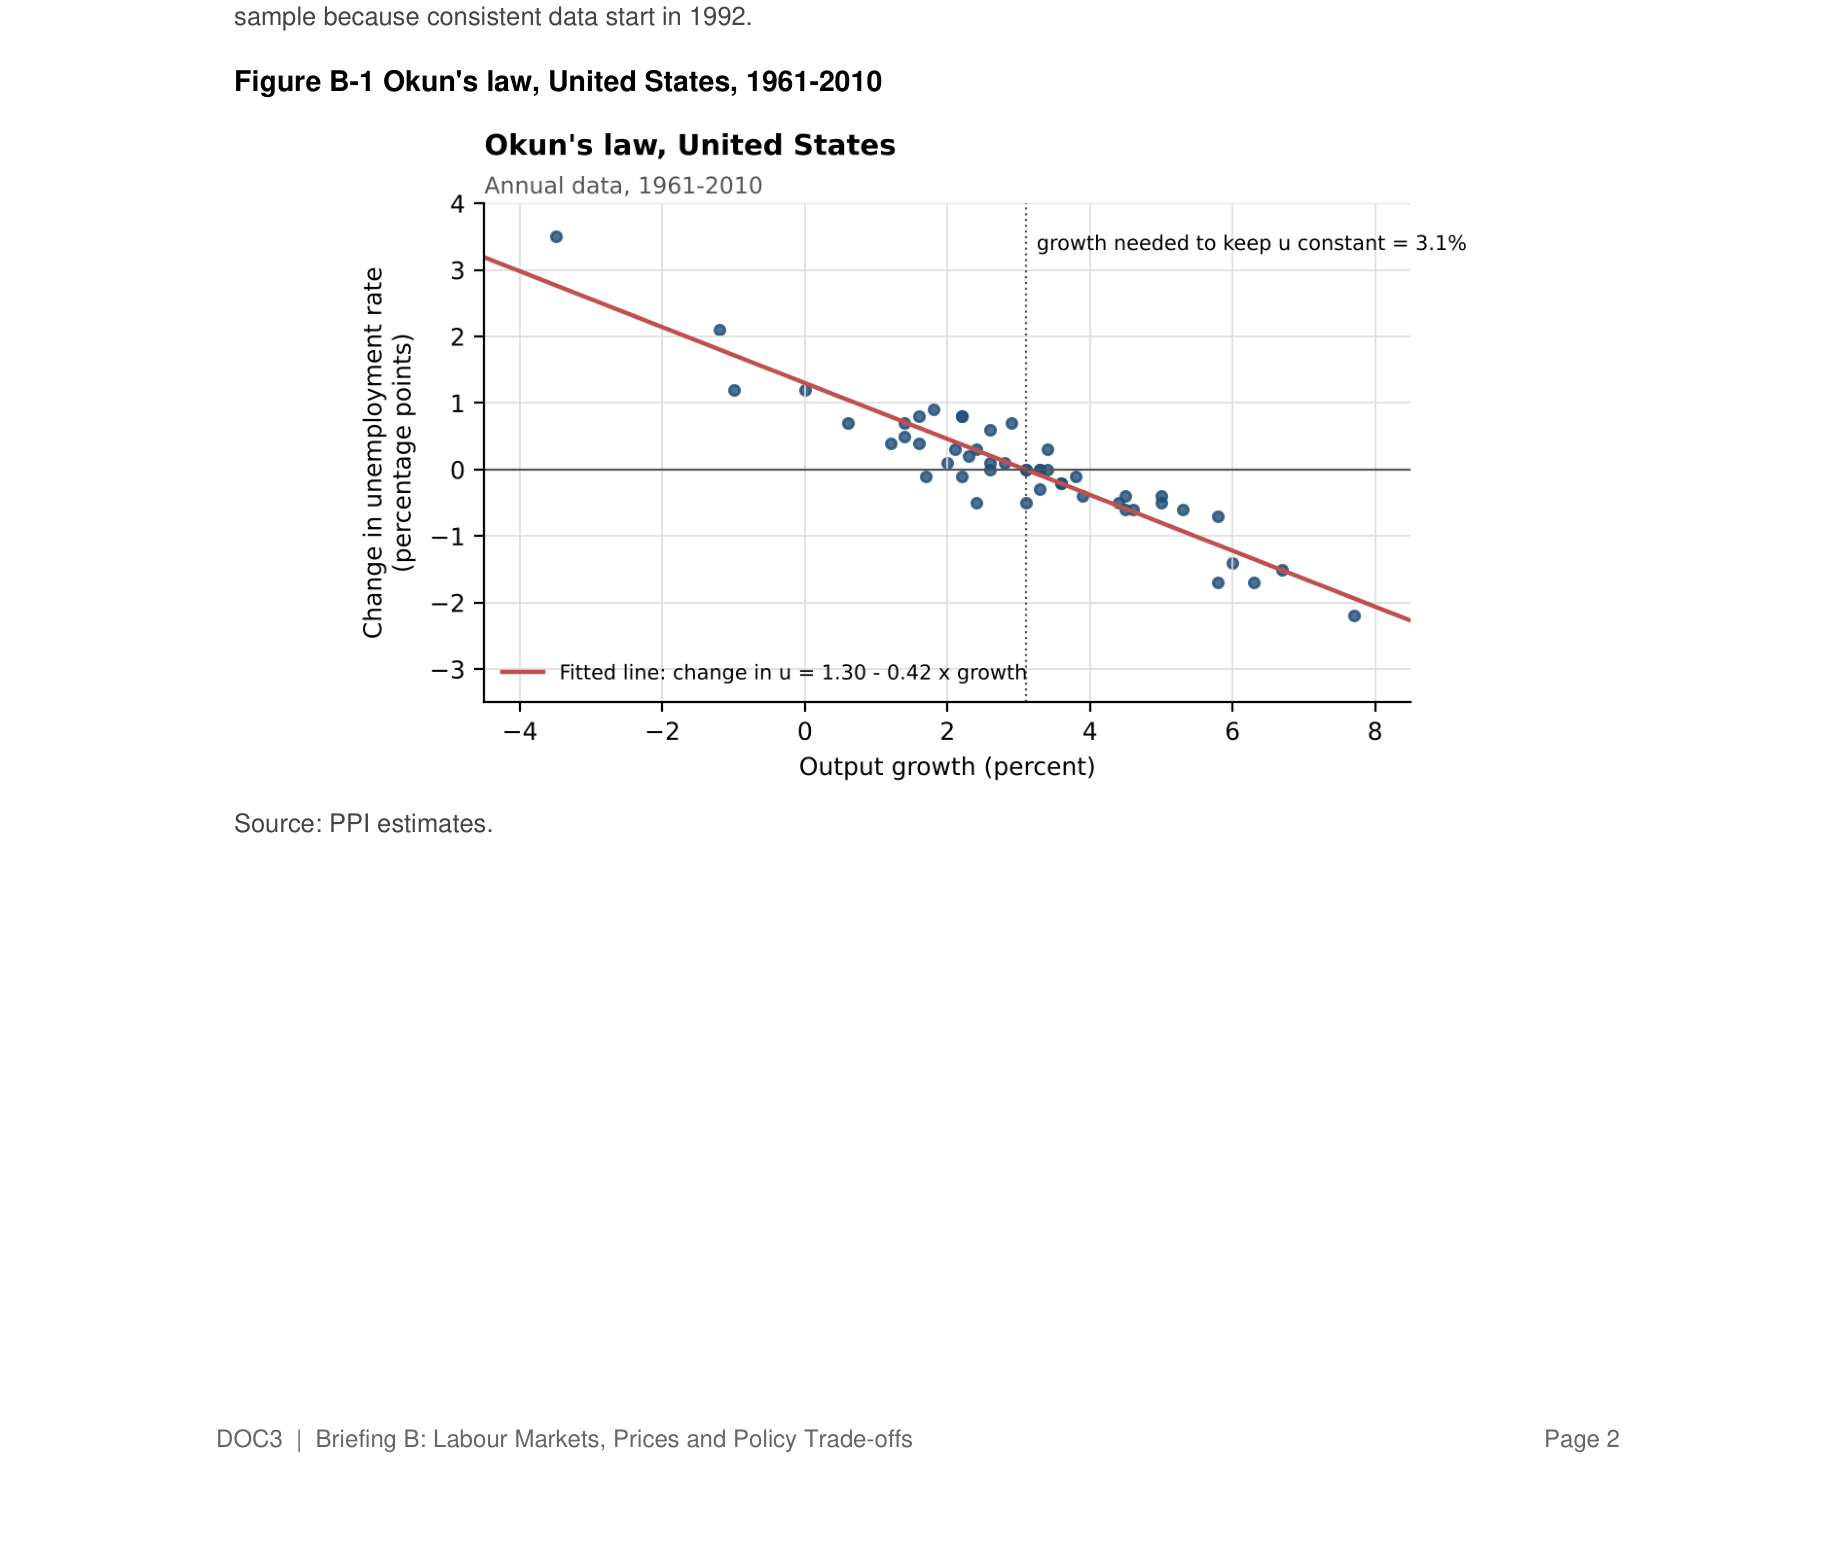 sample because consistent data start in 1992.
Figure B-1 Okun's law, United States, 1961-2010
Okun's law, United States
Annual data, 1961-2010
4
3
2
1
0
−1
−2
−3
Change in unemployment rate
(percentage points)
growth needed to keep u constant = 3.1%
Fitted line: change in u = 1.30 - 0.42 x growth
−4 −2 0 2 4 6 8
Output growth (percent)
Source: PPI estimates.
DOC3 | Briefing B: Labour Markets, Prices and Policy Trade-offs Page 2